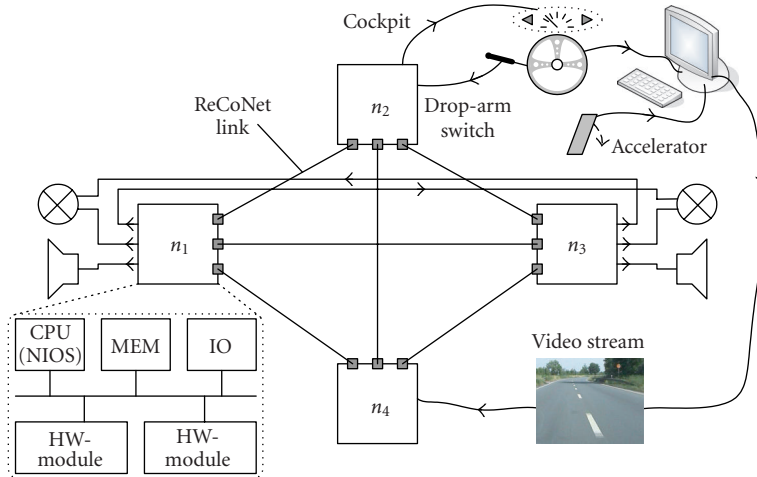 Cockpit
n2
Drop-arm
switch
ReCoNet
link
Accelerator
n1
n3
CPU
(NIOS)
MEM
IO
HW-
module
HW-
module
n4
Video stream